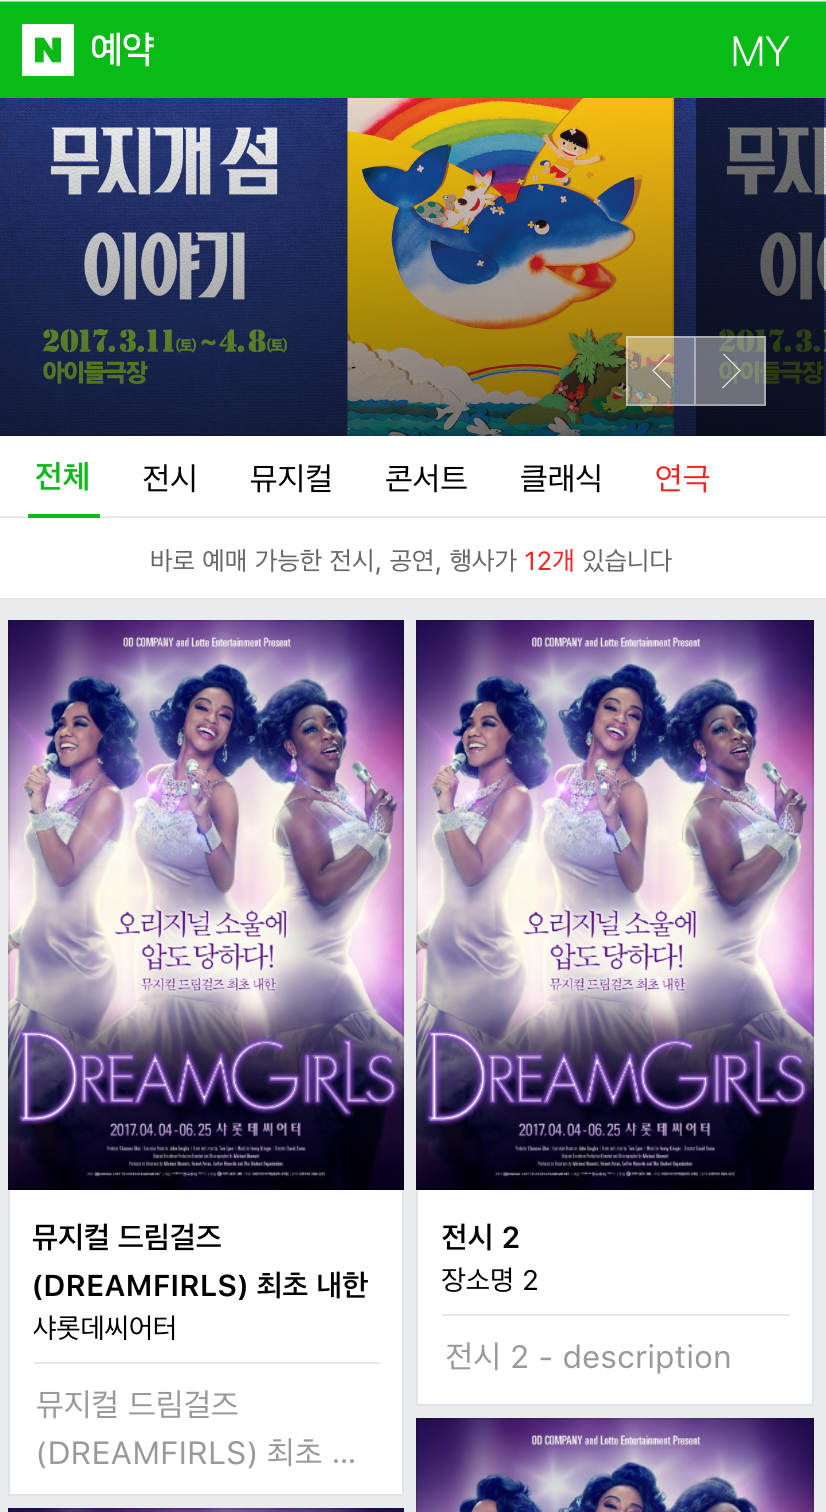 N 예약
MY
무지개 섬
이야기
2017.3.11(토)~4.8(토)
아이들극장
무지
이
2017.3.1
아이들극장
전체 전시 뮤지컬 콘서트 클래식 연극
바로 예매 가능한 전시, 공연, 행사가 12개 있습니다
OD COMPANY and Lotte Entertainment Present
오리지널 소울에
압도당하다!
뮤지컬 드림걸즈 최초 내한
DREAMGIRLS
2017.04.04-06.25 샤롯데씨어터
뮤지컬 드림걸즈
(DREAMFIRLS) 최초 내한
샤롯데씨어터
뮤지컬 드림걸즈
(DREAMFIRLS) 최초 ...
OD COMPANY and Lotte Entertainment Present
오리지널 소울에
압도당하다!
뮤지컬 드림걸즈 최초 내한
DREAMGIRLS
2017.04.04-06.25 샤롯데씨어터
전시 2
장소명 2
전시 2 - description
OD COMPANY and Lotte Entertainment Present